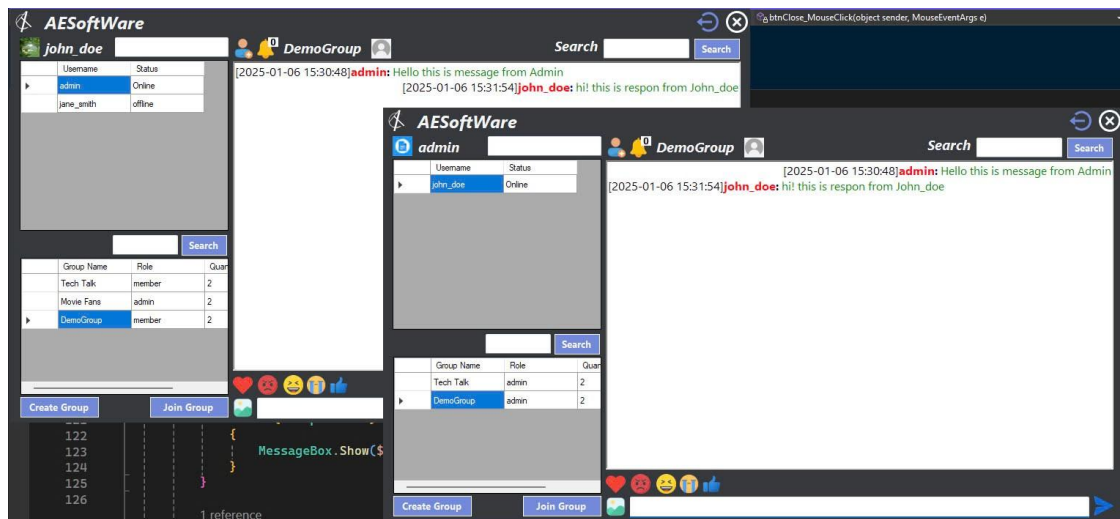 AESoftWare
btnClose_MouseClick(object sender, MouseEventArgs e)
john_doe
0
DemoGroup
Search
Search
Username Status
admin Online
jane_smith offline
[2025-01-06 15:30:48]admin: Hello this is message from Admin
[2025-01-06 15:31:54]john_doe: hi! this is respon from John_doe
Search
Group Name Role Quan
Tech Talk member 2
Movie Fans admin 2
DemoGroup member 2
Create Group
Join Group
AESoftWare
admin
0
DemoGroup
Search
Search
Username Status
john_doe Online
[2025-01-06 15:30:48]admin: Hello this is message from Admin
[2025-01-06 15:31:54]john_doe: hi! this is respon from John_doe
Search
Group Name Role Quan
Tech Talk admin 2
DemoGroup admin 2
Create Group
Join Group
122 {
123 MessageBox.Show($
124 }
125 }
126
1 reference